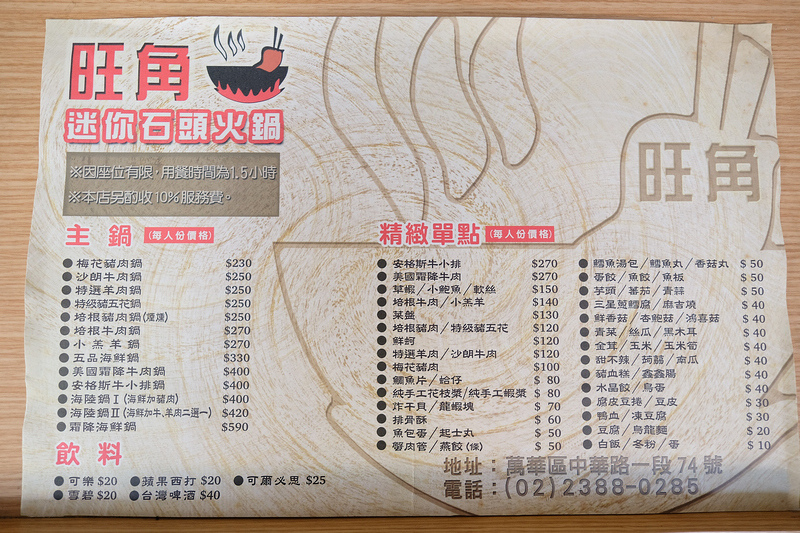 旺角
迷你石頭火鍋
※因座位有限，用餐時間為1.5小時
※本店另酌收10%服務費。
旺角
主鍋 (每人份價格)
梅花豬肉鍋 $230
沙朗牛肉鍋 $250
特選羊肉鍋 $250
特級豬五花鍋 $250
培根豬肉鍋(煙燻) $250
培根牛肉鍋 $270
小羔羊鍋 $270
五品海鮮鍋 $330
美國霜降牛肉鍋 $400
安格斯牛小排鍋 $400
海陸鍋Ⅰ(海鮮加豬肉) $400
海陸鍋Ⅱ(海鮮加牛、羊肉二選一) $420
霜降海鮮鍋 $590
飲料
可樂 $20 蘋果西打 $20 可爾必思 $25
雪碧 $20 台灣啤酒 $40
精緻單點 (每人份價格)
安格斯牛小排 $270
美國霜降牛肉 $270
草蝦/小鮑魚/軟絲 $150
培根牛肉/小羔羊 $140
菜盤 $130
培根豬肉/特級豬五花 $120
鮮蚵 $120
特選羊肉/沙朗牛肉 $120
梅花豬肉 $100
鯛魚片/蛤仔 $ 80
純手工花枝漿/純手工蝦漿 $ 80
炸干貝/龍蝦塊 $ 70
排骨酥 $ 60
魚包蛋/起士丸 $ 50
蟹肉管/燕餃(條) $ 50
鱈魚湯包/鱈魚丸/香菇丸 $ 50
蛋餃/魚餃/魚板 $ 50
芋頭/蕃茄/青蒜 $ 50
三星蔥鱈腐/麻吉燒 $ 40
鮮香菇/杏鮑菇/鴻喜菇 $ 40
青菜/絲瓜/黑木耳 $ 40
金茸/玉米/玉米筍 $ 40
甜不辣/蒟蒻/南瓜 $ 40
豬血糕/鑫鑫腸 $ 40
水晶餃/鳥蛋 $ 40
腐皮豆捲/豆皮 $ 30
鴨血/凍豆腐 $ 30
豆腐/烏龍麵 $ 20
白飯/冬粉/蛋 $ 10
地址：萬華區中華路一段74號
電話：(02)2388-0285